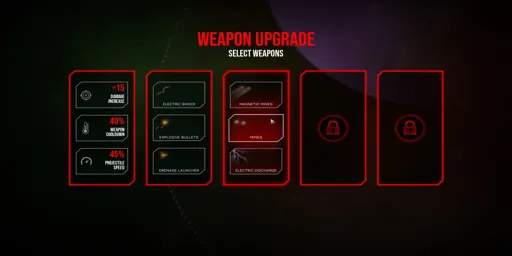 WEAPON UPGRADE
SELECT WEAPONS
+15
DAMAGE
INCREASE
40%
WEAPON
COOLDOWN
45%
PROJECTILE
SPEED
ELECTRIC SHOCK
EXPLOSIVE BULLETS
GRENADE LAUNCHER
MAGNETIC MINES
MINES
ELECTRIC DISCHARGE